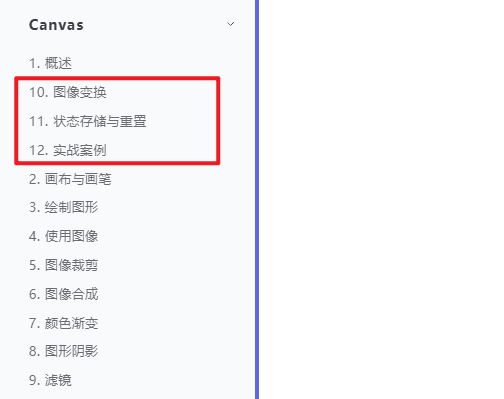 Canvas
1. 概述
10. 图像变换
11. 状态存储与重置
12. 实战案例
2. 画布与画笔
3. 绘制图形
4. 使用图像
5. 图像裁剪
6. 图像合成
7. 颜色渐变
8. 图形阴影
9. 滤镜